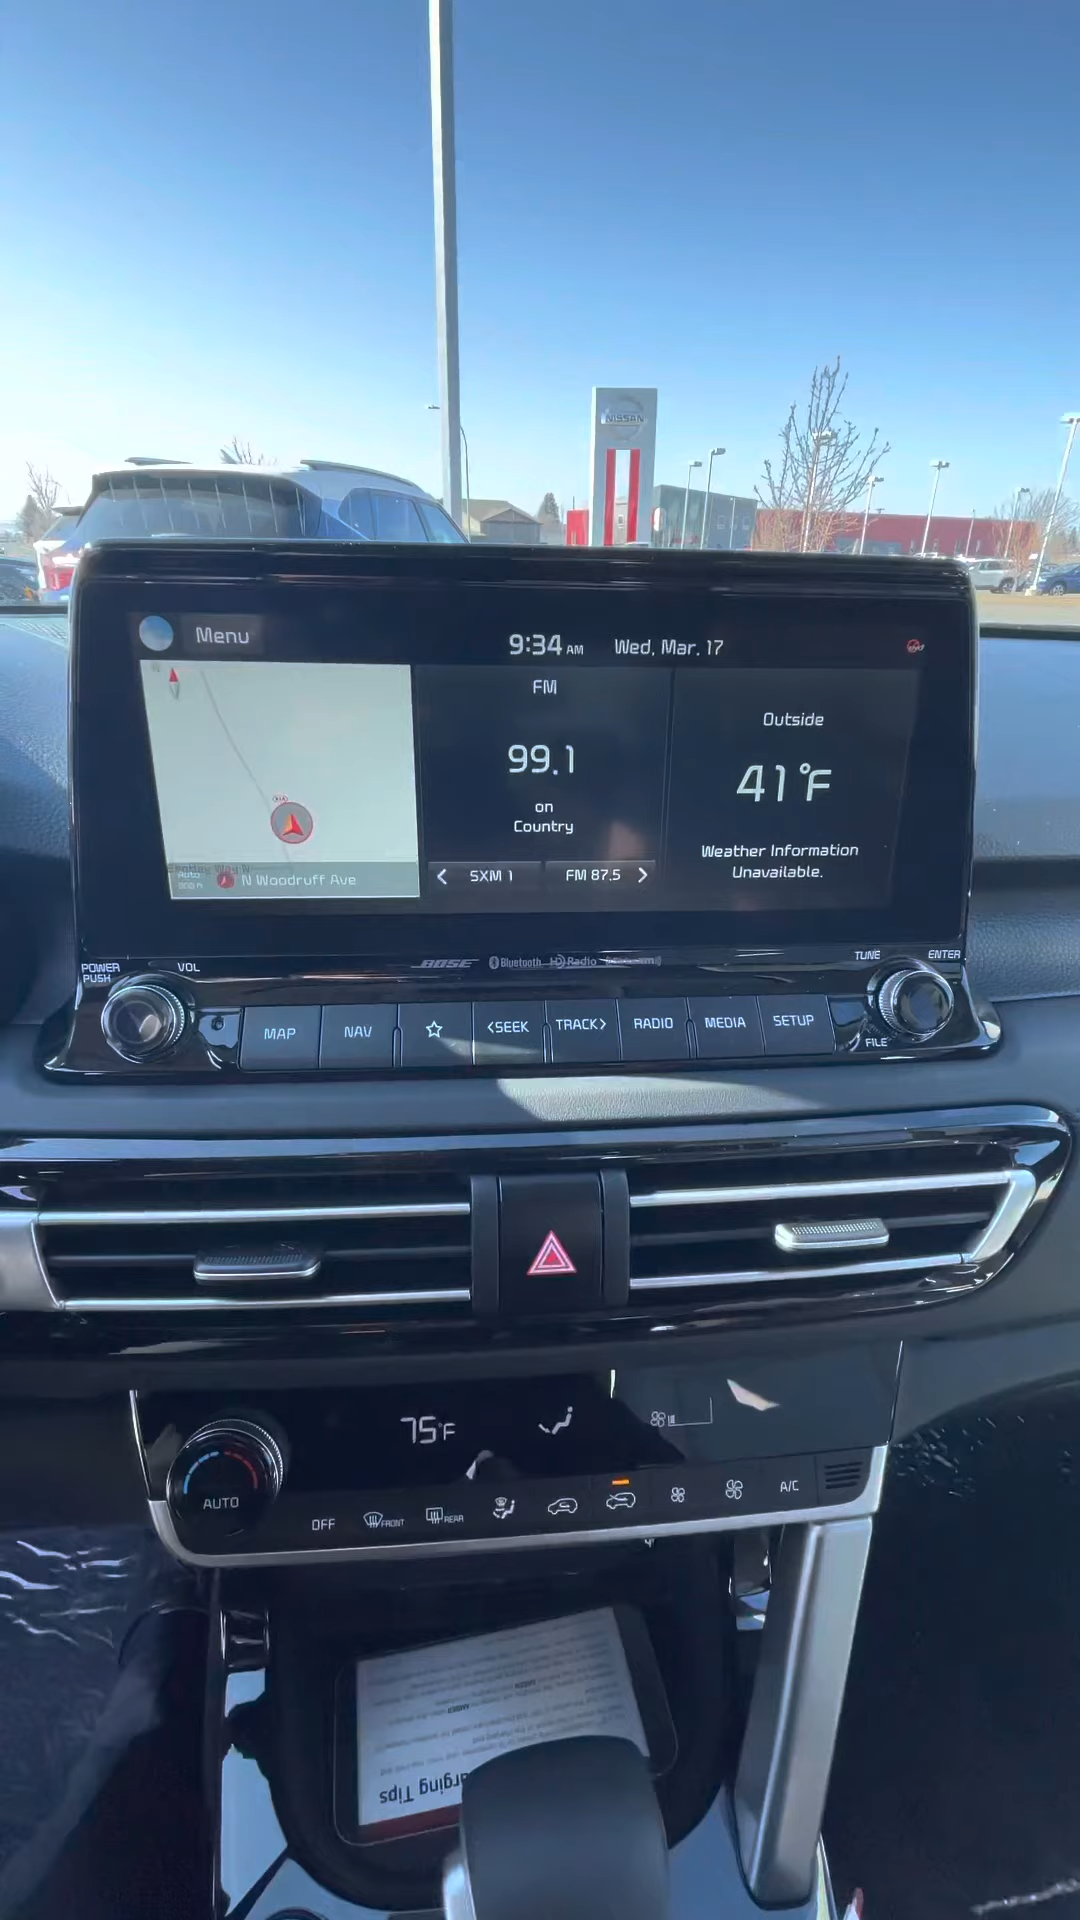 NISSAN
Menu
9:34 AM
Wed, Mar. 17
FM
99.1
on
Country
SXM 1
FM 87.5
Outside
41°F
Weather Information
Unavailable.
Auto
N Woodruff Ave
POWER
PUSH
VOL
BOSE
Bluetooth
HD Radio
TUNE
ENTER
FILE
MAP
NAV
<SEEK
TRACK>
RADIO
MEDIA
SETUP
75°F
AUTO
OFF
FRONT
REAR
A/C
Tips